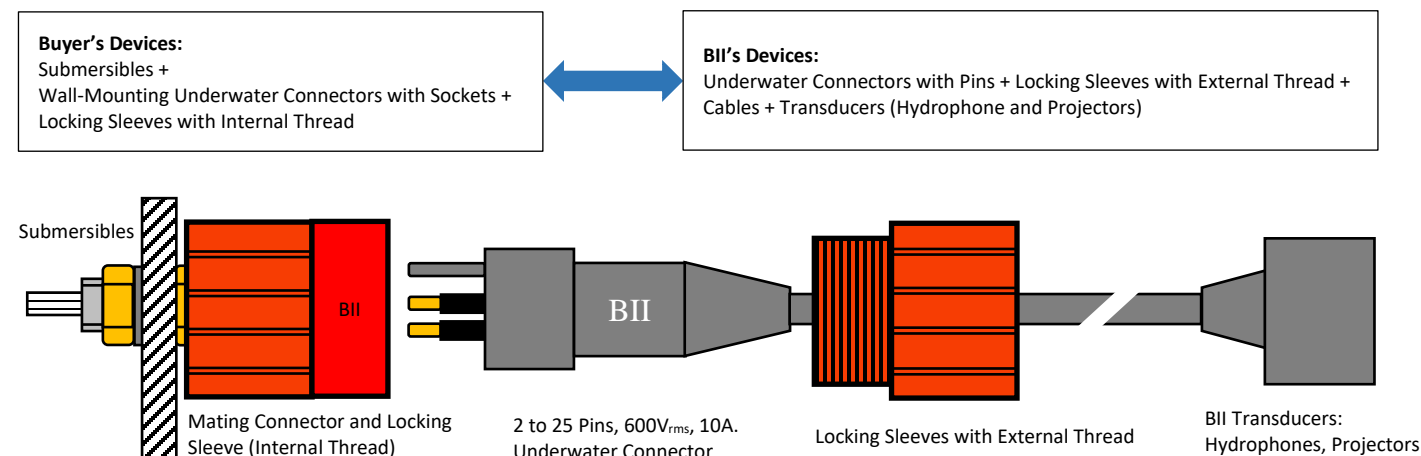 Buyer's Devices:
Submersibles +
Wall-Mounting Underwater Connectors with Sockets +
Locking Sleeves with Internal Thread
BII's Devices:
Underwater Connectors with Pins + Locking Sleeves with External Thread +
Cables + Transducers (Hydrophone and Projectors)
Submersibles
BII
BII
Mating Connector and Locking
Sleeve (Internal Thread)
2 to 25 Pins, 600Vrms, 10A.
Underwater Connector
Locking Sleeves with External Thread
BII Transducers:
Hydrophones, Projectors